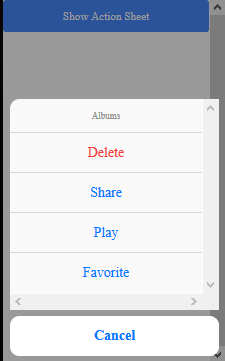 Show Action Sheet
Albums
Delete
Share
Play
Favorite
Cancel